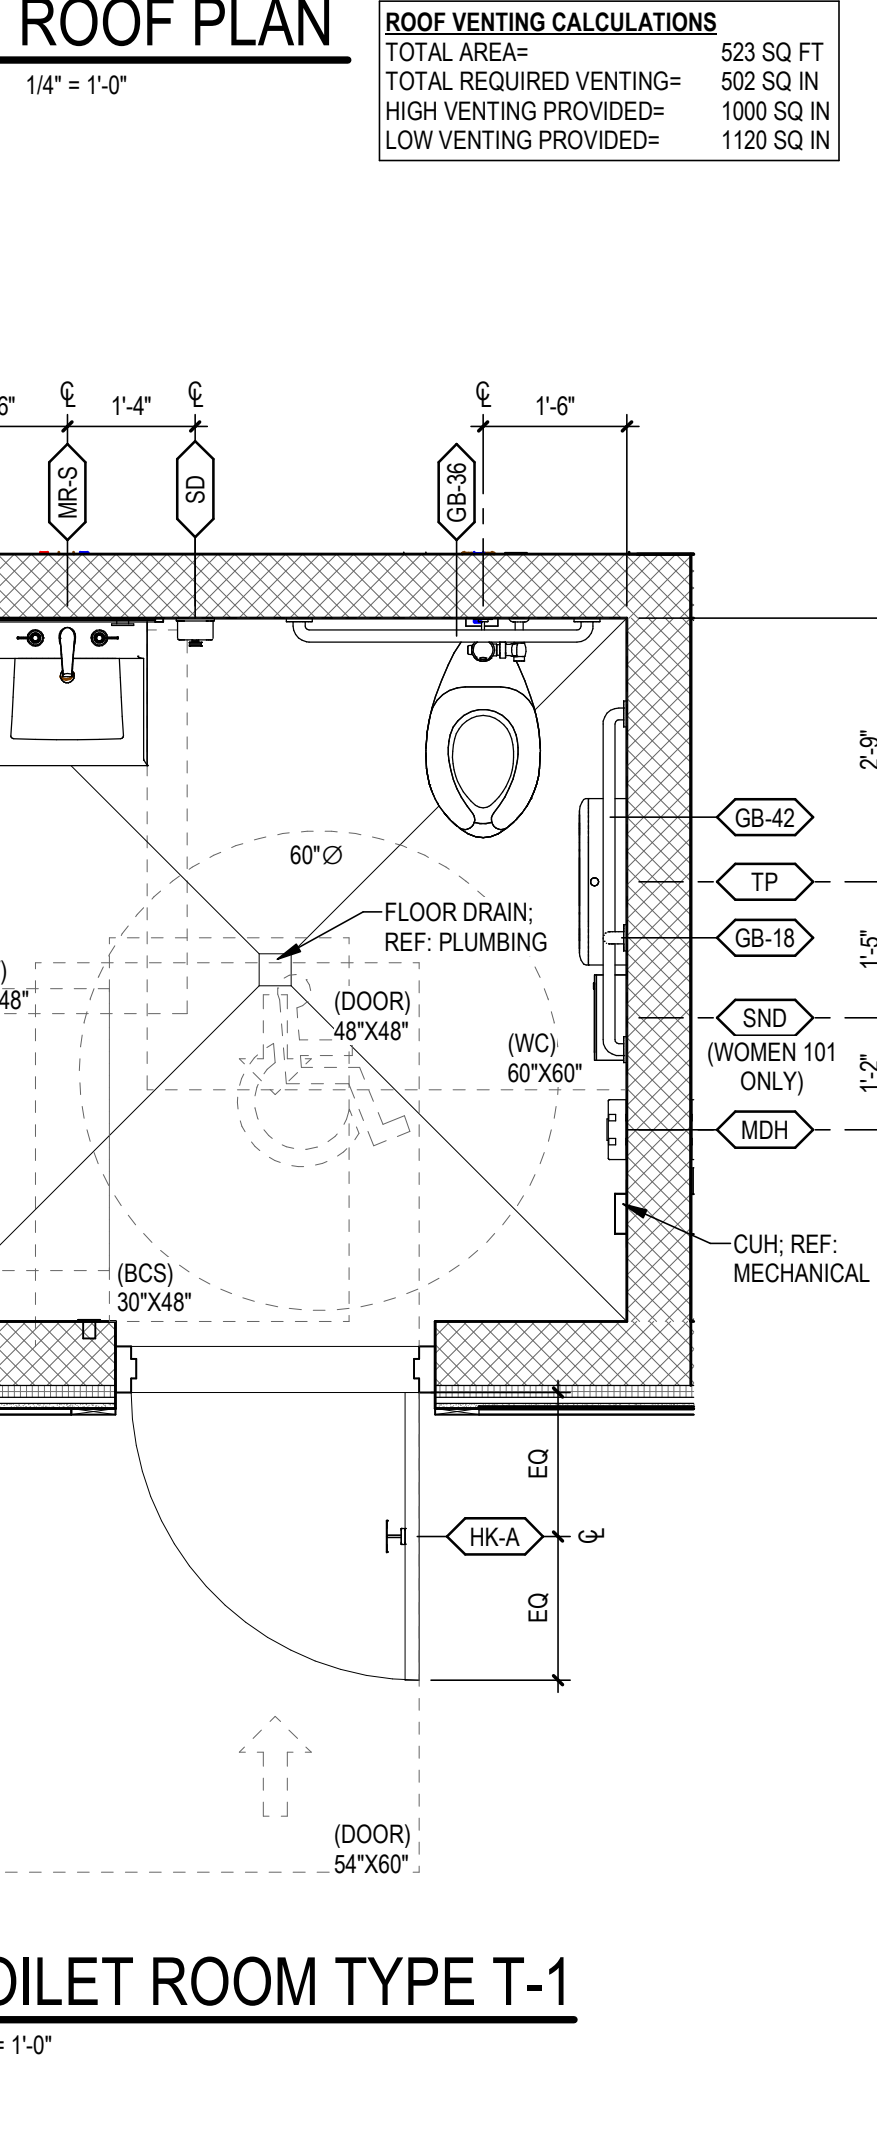 ROOF PLAN
1/4" = 1'-0"
ROOF VENTING CALCULATIONS
TOTAL AREA= 523 SQ FT
TOTAL REQUIRED VENTING= 502 SQ IN
HIGH VENTING PROVIDED= 1000 SQ IN
LOW VENTING PROVIDED= 1120 SQ IN
6"
℄
1'-4"
℄
℄
1'-6"
MR-S
SD
GB-36
2'-9"
GB-42
60"Ø
TP
FLOOR DRAIN;
REF: PLUMBING
GB-18
1'-5"
)
48"
(DOOR)
48"X48"
SND
(WOMEN 101
ONLY)
(WC)
60"X60"
1'-2"
MDH
CUH; REF:
MECHANICAL
(BCS)
30"X48"
EQ
HK-A
℄
EQ
(DOOR)
54"X60"
OILET ROOM TYPE T-1
= 1'-0"